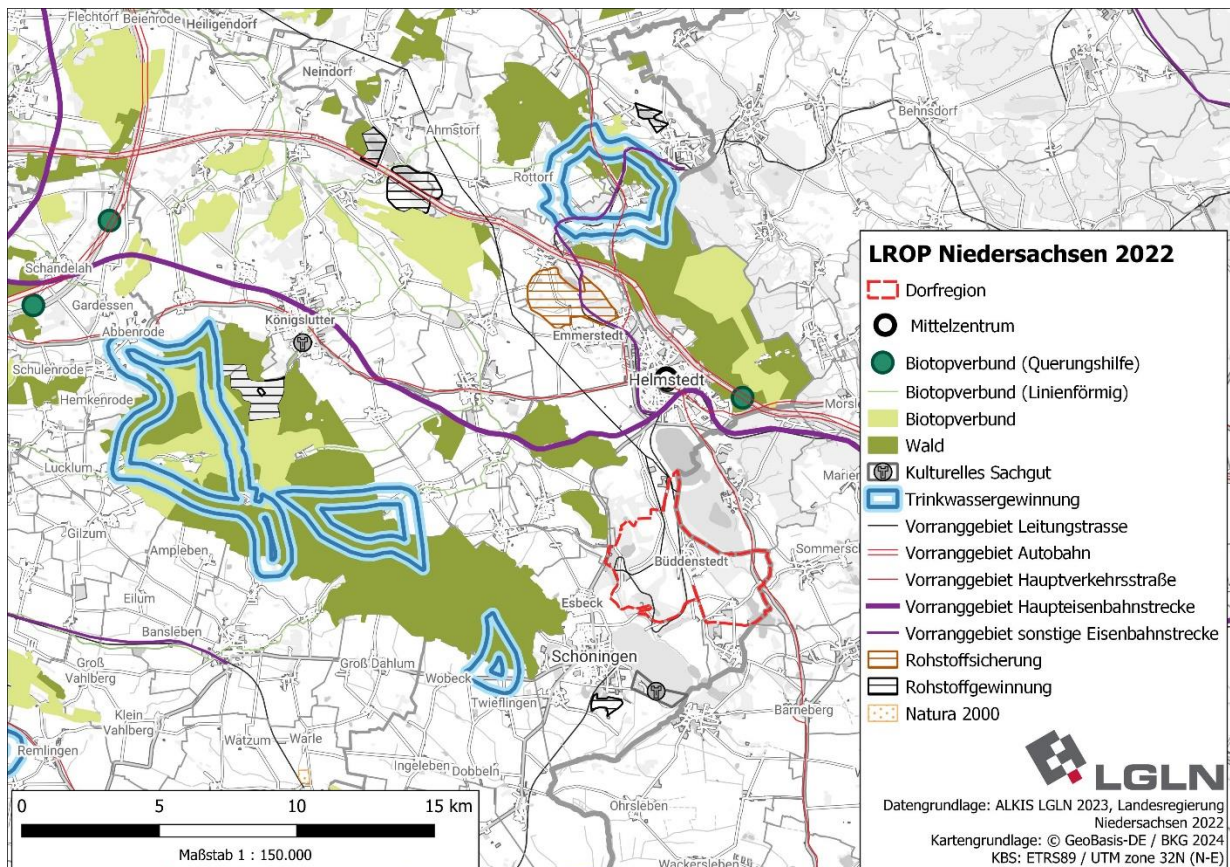 Flechtorf
Beienrode
Heiligendorf
Neindorf
Ahmstorf
Behnsdorf
Rottorf
Schandelah
Gardessen
Abbenrode
Königslutter
Emmerstedt
Schulenrode
Helmstedt
Hemkenrode
Morsle
Lucklum
Marien
Gilzum
Ampleben
Büddenstedt
Sommersch
Eilum
Esbeck
Bansleben
Groß
Vahlberg
Groß Dahlum
Schöningen
Wobeck
Twieflingen
Klein
Vahlberg
Barneberg
Remlingen
Watzum
Warle
Ingeleben
Dobbeln
Ohrsleben
Wackersleben
0 5 10 15 km
Maßstab 1 : 150.000
LROP Niedersachsen 2022
Dorfregion
Mittelzentrum
Biotopverbund (Querungshilfe)
Biotopverbund (Linienförmig)
Biotopverbund
Wald
Kulturelles Sachgut
Trinkwassergewinnung
Vorranggebiet Leitungstrasse
Vorranggebiet Autobahn
Vorranggebiet Hauptverkehrsstraße
Vorranggebiet Haupteisenbahnstrecke
Vorranggebiet sonstige Eisenbahnstrecke
Rohstoffsicherung
Rohstoffgewinnung
Natura 2000
LGLN
Datengrundlage: ALKIS LGLN 2023, Landesregierung
Niedersachsen 2022
Kartengrundlage: © GeoBasis-DE / BKG 2024
KBS: ETRS89 / UTM zone 32N (N-E)